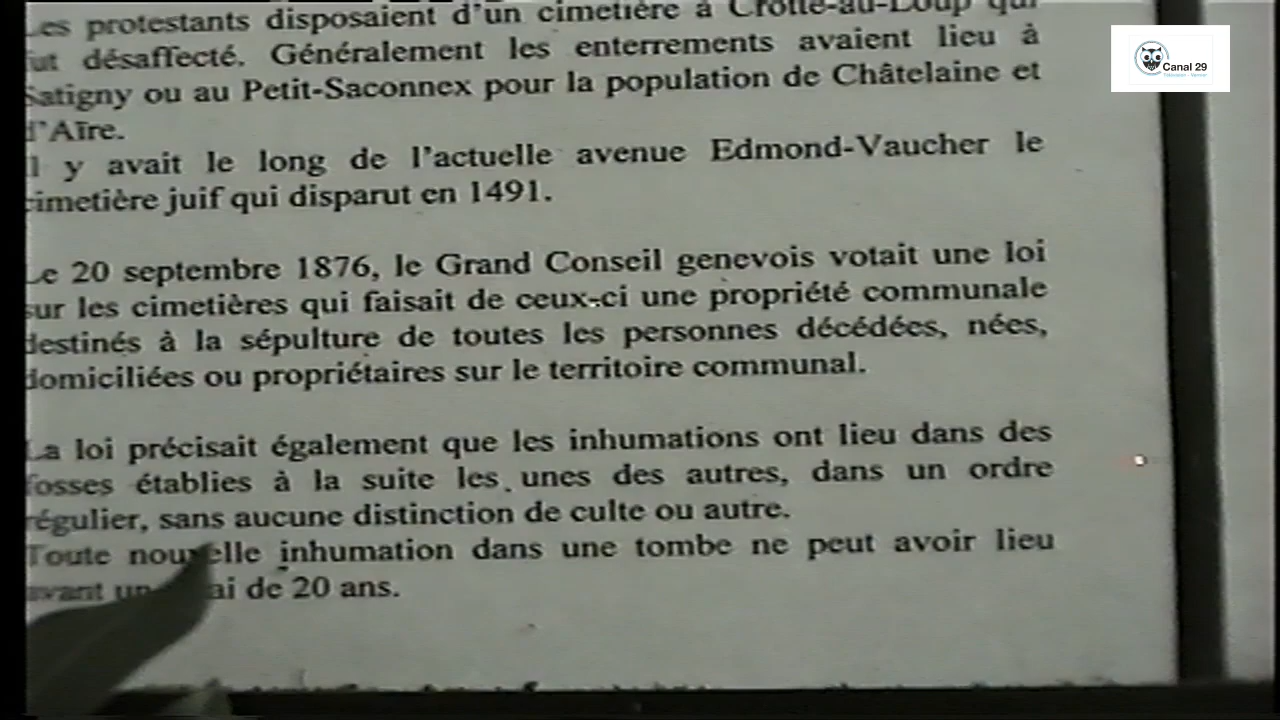 Les protestants disposaient d'un cimetière à Crotte-au-Loup qui
fut désaffecté. Généralement les enterrements avaient lieu à
Satigny ou au Petit-Saconnex pour la population de Châtelaine et
d'Aïre.
Il y avait le long de l'actuelle avenue Edmond-Vaucher le
cimetière juif qui disparut en 1491.
Le 20 septembre 1876, le Grand Conseil genevois votait une loi
sur les cimetières qui faisait de ceux-ci une propriété communale
destinés à la sépulture de toutes les personnes décédées, nées,
domiciliées ou propriétaires sur le territoire communal.
La loi précisait également que les inhumations ont lieu dans des
fosses établies à la suite les unes des autres, dans un ordre
régulier, sans aucune distinction de culte ou autre.
Toute nouvelle inhumation dans une tombe ne peut avoir lieu
avant un de 20 ans.
Canal 29